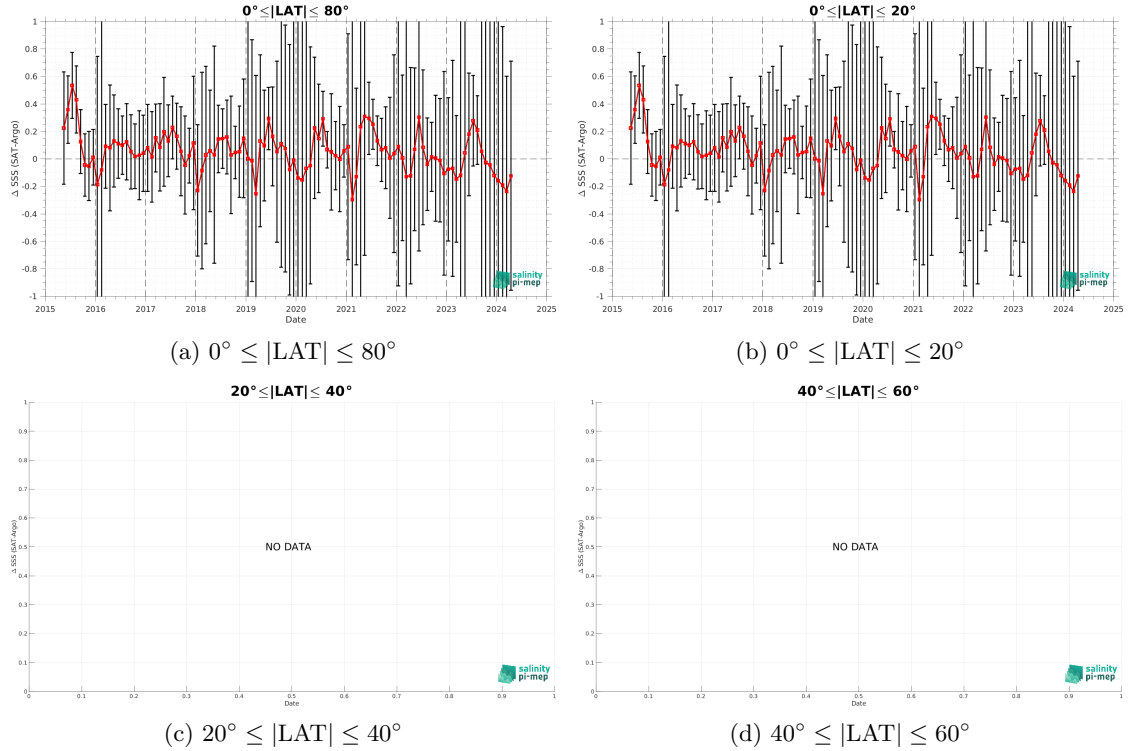 0°≤|LAT|≤ 80°
Δ SSS (SAT-Argo)
1
0.8
0.6
0.4
0.2
0
-0.2
-0.4
-0.6
-0.8
-1
2015 2016 2017 2018 2019 2020 2021 2022 2023 2024 2025
Date
salinity
pi-mep
(a) 0° ≤ |LAT| ≤ 80°
0°≤|LAT|≤ 20°
Δ SSS (SAT-Argo)
1
0.8
0.6
0.4
0.2
0
-0.2
-0.4
-0.6
-0.8
-1
2015 2016 2017 2018 2019 2020 2021 2022 2023 2024 2025
Date
salinity
pi-mep
(b) 0° ≤ |LAT| ≤ 20°
20°≤|LAT|≤ 40°
Δ SSS (SAT-Argo)
1
0.9
0.8
0.7
0.6
0.5
0.4
0.3
0.2
0.1
0
NO DATA
0 0.1 0.2 0.3 0.4 0.5 0.6 0.7 0.8 0.9 1
Date
salinity
pi-mep
(c) 20° ≤ |LAT| ≤ 40°
40°≤|LAT|≤ 60°
Δ SSS (SAT-Argo)
1
0.9
0.8
0.7
0.6
0.5
0.4
0.3
0.2
0.1
0
NO DATA
0 0.1 0.2 0.3 0.4 0.5 0.6 0.7 0.8 0.9 1
Date
salinity
pi-mep
(d) 40° ≤ |LAT| ≤ 60°